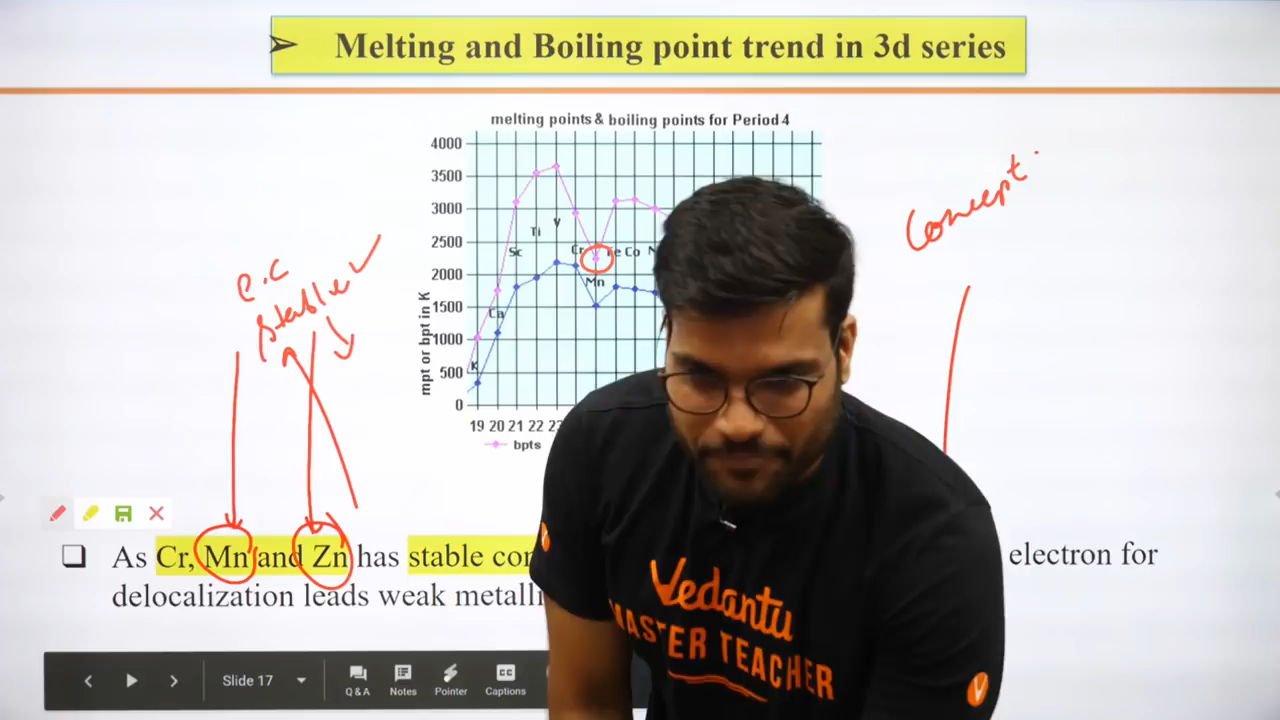 ➢ Melting and Boiling point trend in 3d series
melting points & boiling points for Period 4
4000
3500
3000
2500
2000
1500
1000
500
0
mpt or bpt in K
K
Ca
Sc
Ti
V
Cr
Mn
Fe
Co
19 20 21 22
bpts
e.c
stable
Concept
As Cr, Mn and Zn has stable
electron for
delocalization leads weak
Vedantu
MASTER TEACHER
Slide 17
Q & A
Notes
Pointer
Captions
CC